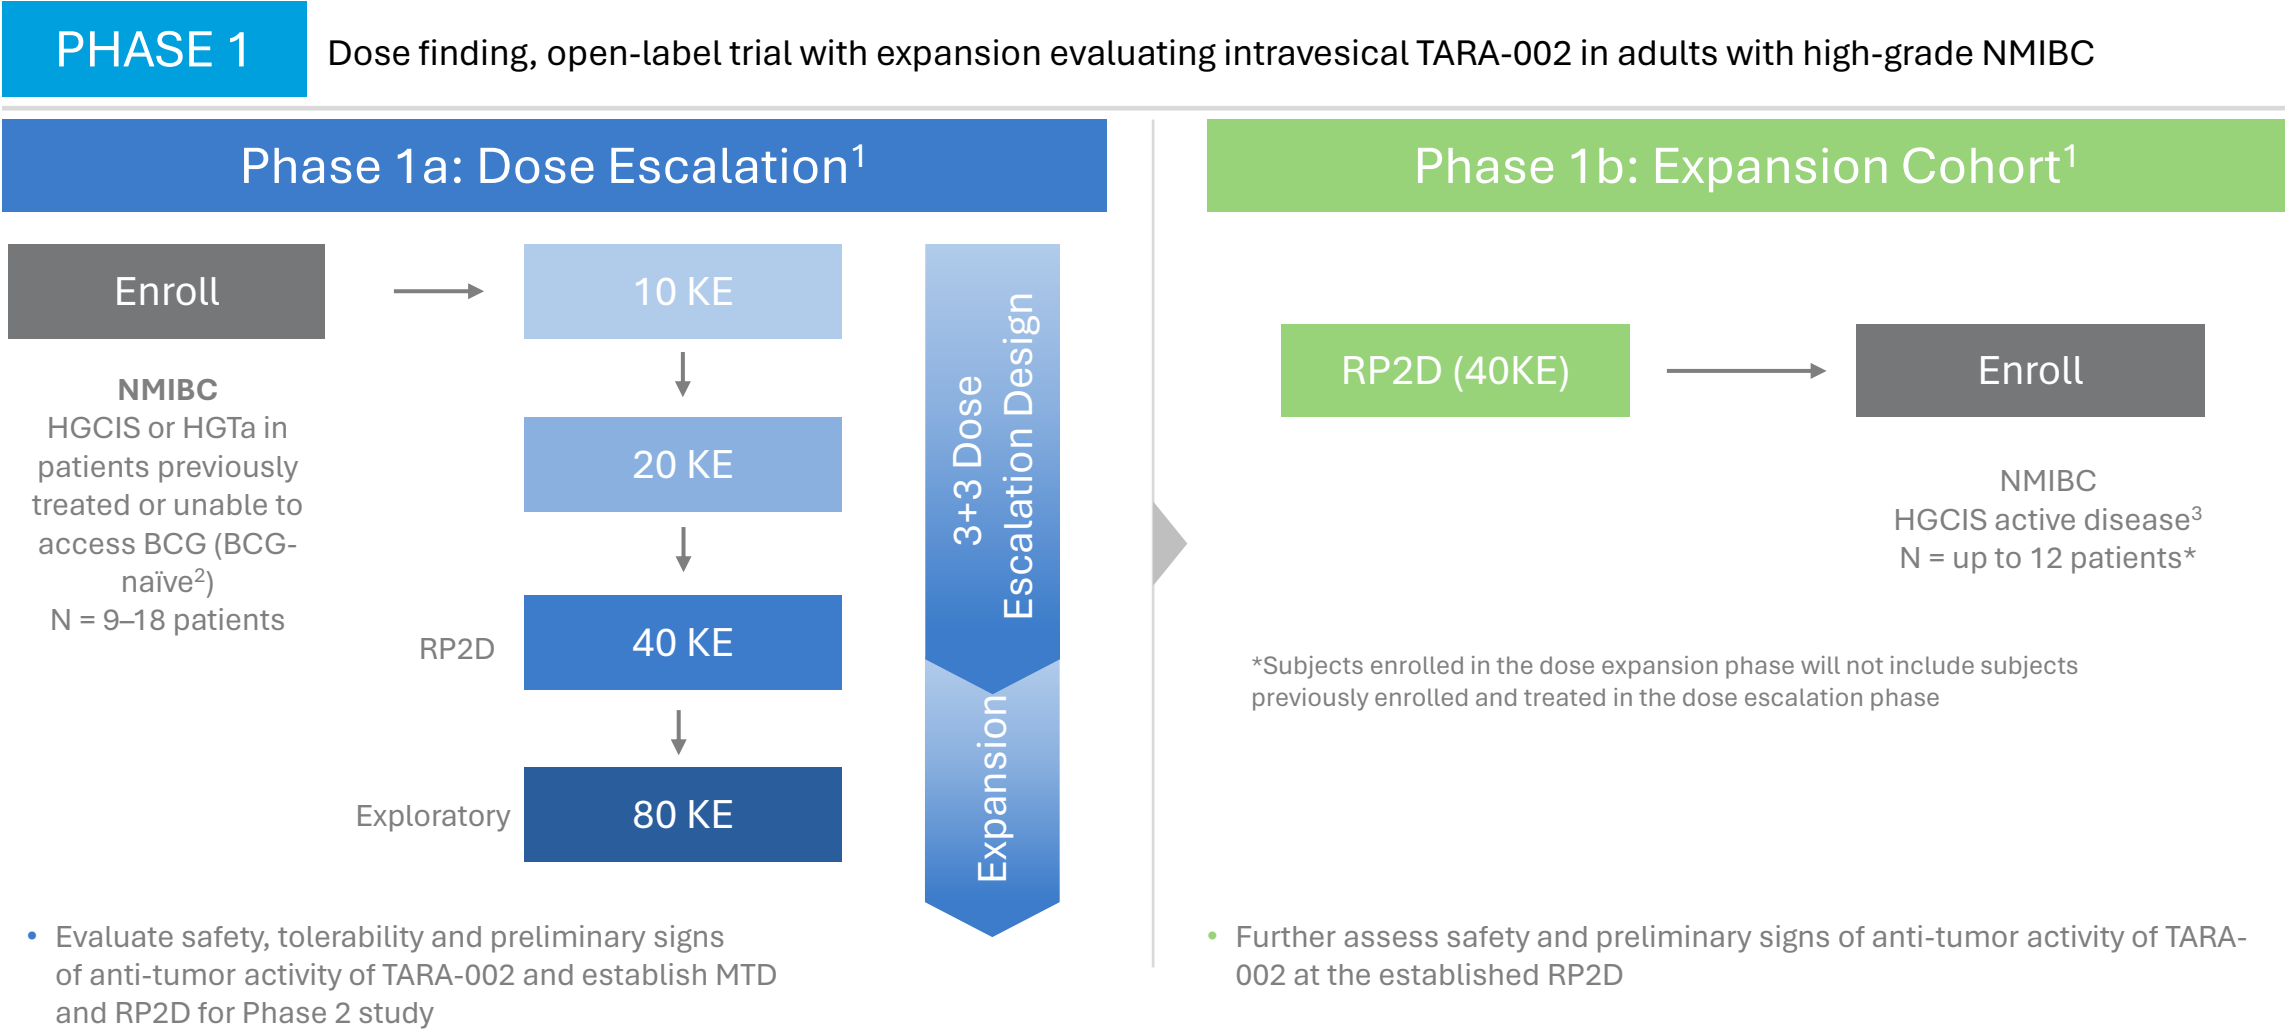 PHASE 1
Dose finding, open-label trial with expansion evaluating intravesical TARA-002 in adults with high-grade NMIBC
Phase 1a: Dose Escalation¹
Enroll
NMIBC
HGCIS or HGTa in
patients previously
treated or unable to
access BCG (BCG-
naïve²)
N = 9–18 patients
10 KE
20 KE
RP2D
40 KE
Exploratory
80 KE
3+3 Dose
Escalation Design
Expansion
• Evaluate safety, tolerability and preliminary signs
of anti-tumor activity of TARA-002 and establish MTD
and RP2D for Phase 2 study
Phase 1b: Expansion Cohort¹
RP2D (40KE)
Enroll
NMIBC
HGCIS active disease³
N = up to 12 patients*
*Subjects enrolled in the dose expansion phase will not include subjects
previously enrolled and treated in the dose escalation phase
• Further assess safety and preliminary signs of anti-tumor activity of TARA-
002 at the established RP2D